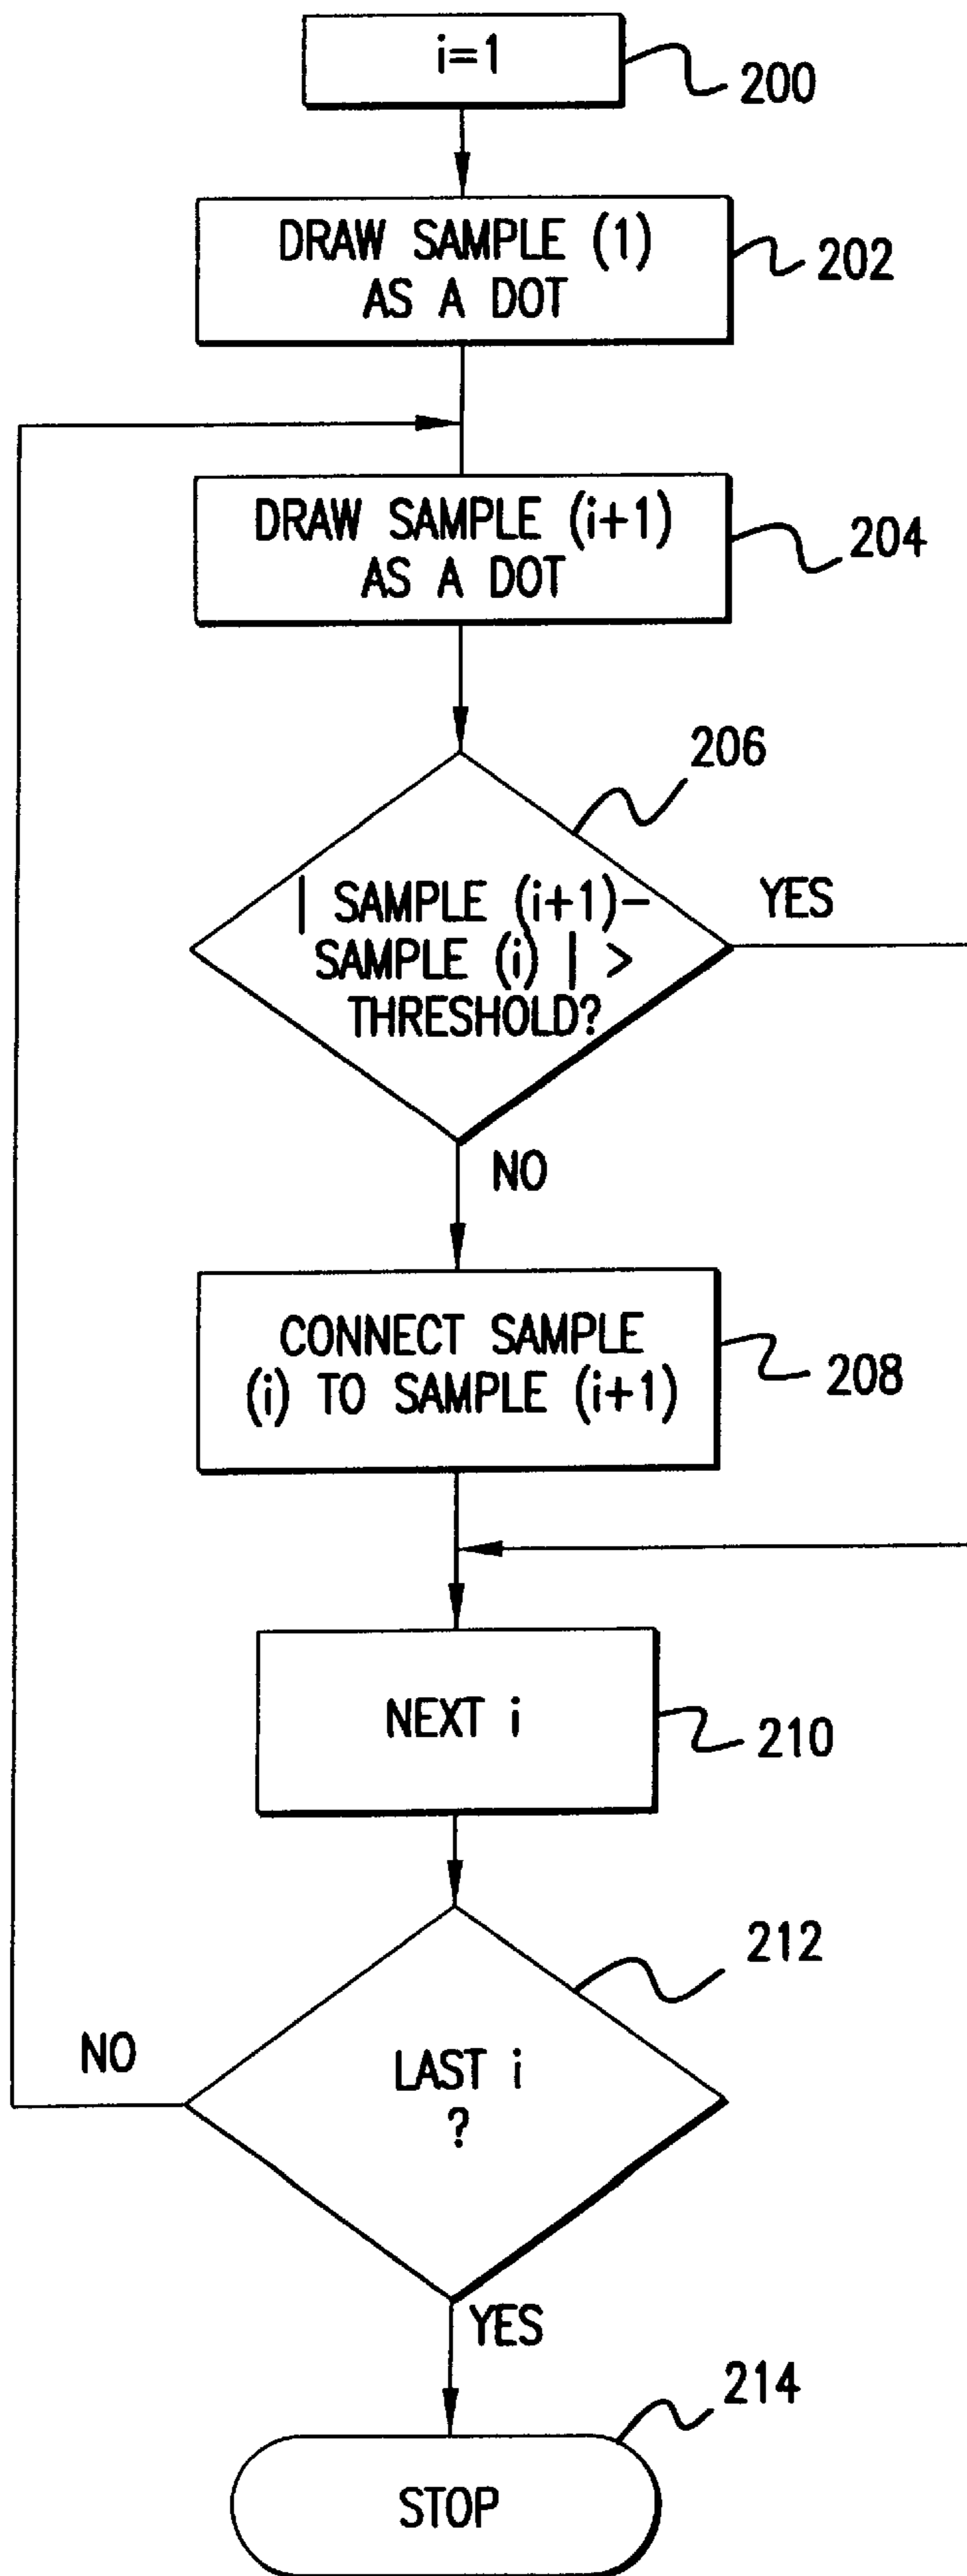 i=1
200
DRAW SAMPLE (1)
AS A DOT
202
DRAW SAMPLE (i+1)
AS A DOT
204
206
| SAMPLE (i+1)–
SAMPLE (i) | >
THRESHOLD?
YES
NO
CONNECT SAMPLE
(i) TO SAMPLE (i+1)
208
NEXT i
210
212
LAST i
?
NO
YES
214
STOP